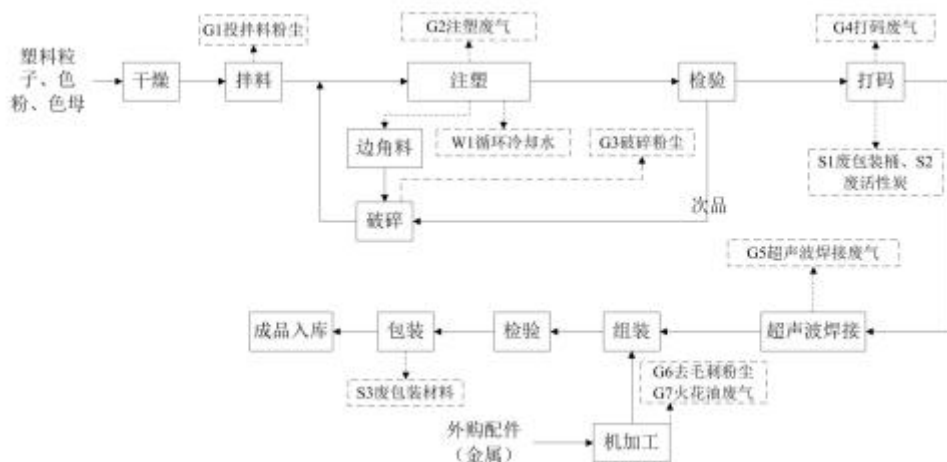 G1投拌料粉尘
G2注塑废气
G4打码废气
塑料粒
子、色
粉、色母
干燥
拌料
注塑
检验
打码
边角料
W1循环冷却水
G3破碎粉尘
S1废包装桶、S2
废活性炭
破碎
次品
G5超声波焊接废气
成品入库
包装
检验
组装
超声波焊接
S3废包装材料
G6去毛刺粉尘
G7火花油废气
外购配件
（金属）
机加工